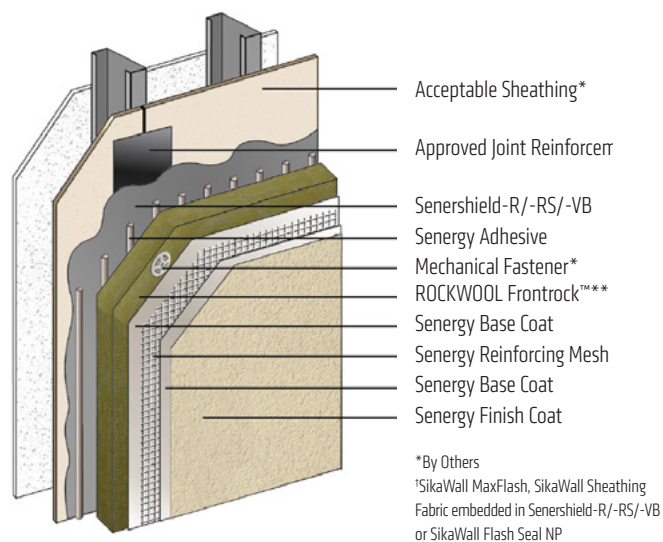 Acceptable Sheathing*
Approved Joint Reinforcem
Senershield-R/-RS/-VB
Senergy Adhesive
Mechanical Fastener*
ROCKWOOL Frontrock™**
Senergy Base Coat
Senergy Reinforcing Mesh
Senergy Base Coat
Senergy Finish Coat
*By Others
†SikaWall MaxFlash, SikaWall Sheathing
Fabric embedded in Senershield-R/-RS/-VB
or SikaWall Flash Seal NP